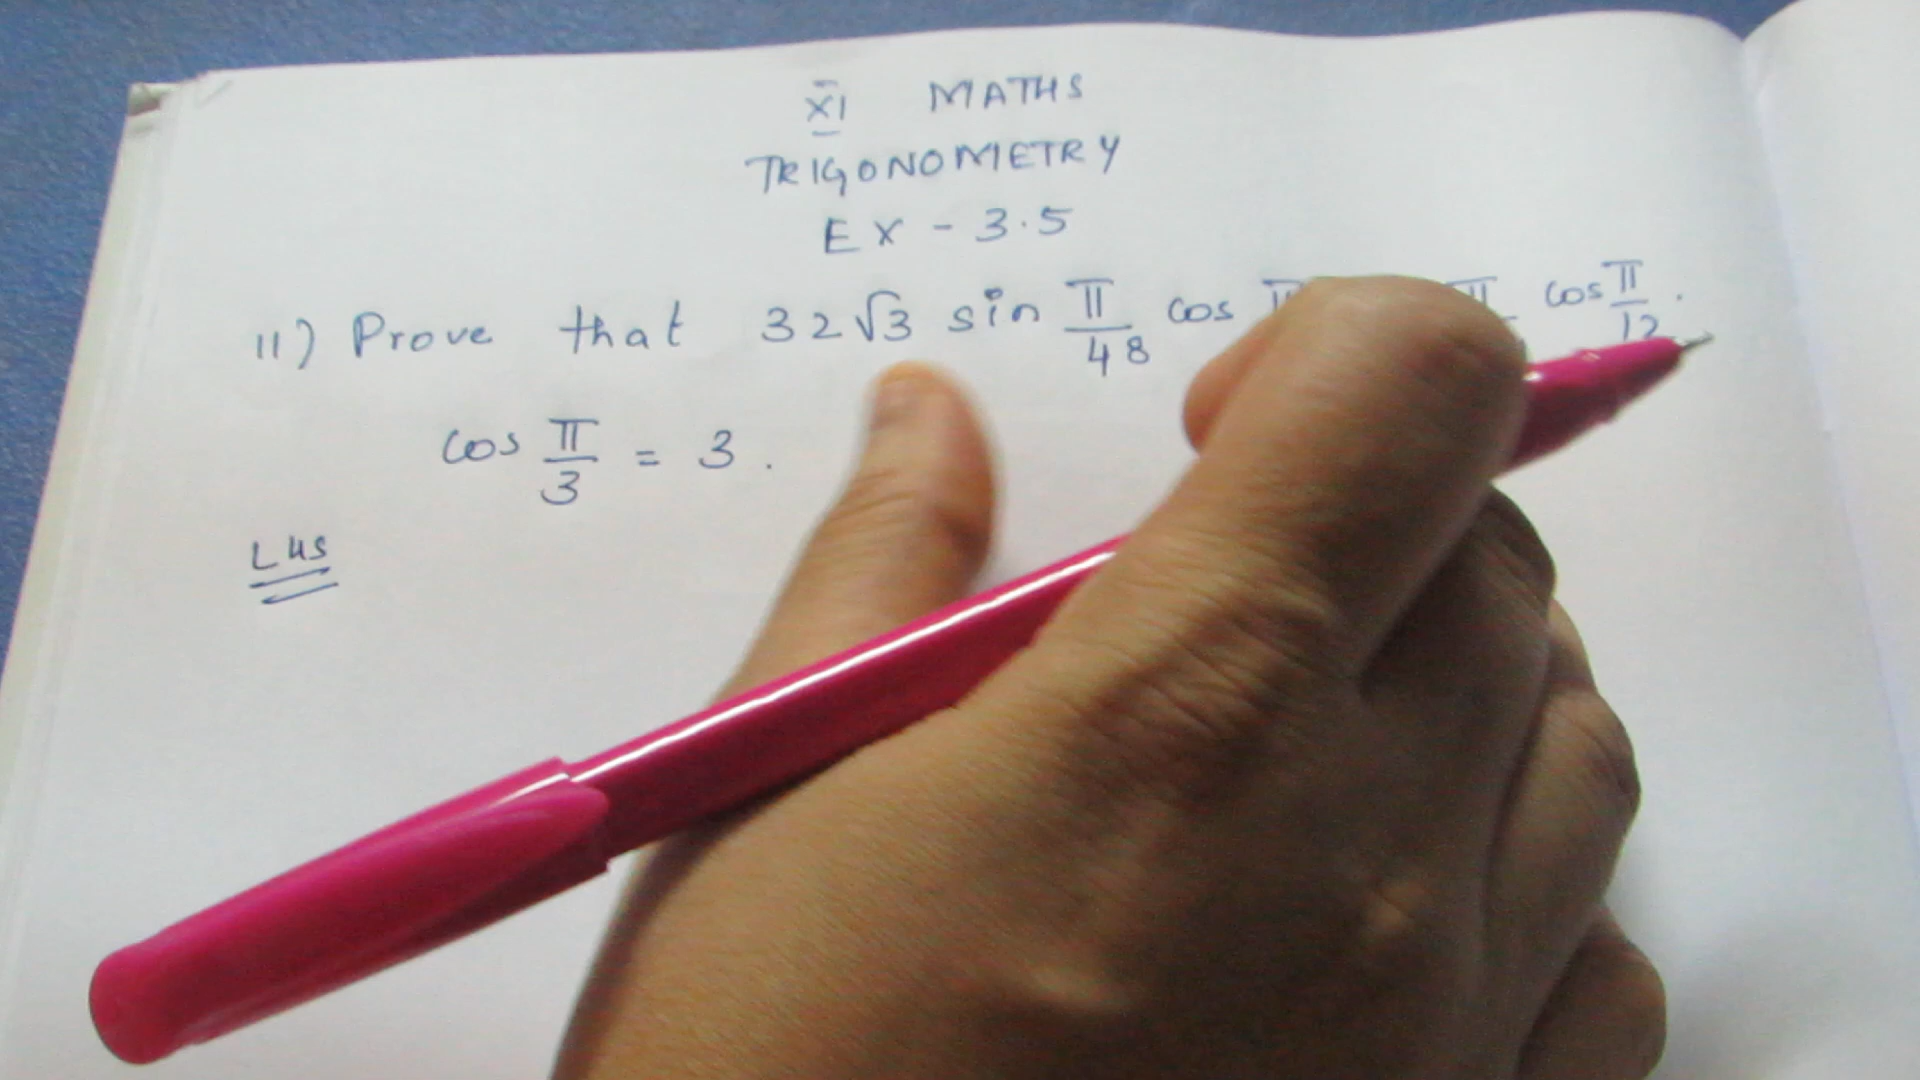 XI MATHS
TRIGONOMETRY
EX - 3.5
11) Prove that 32√3 sin π/48 cos π cos π/12 .
cos π/3 = 3 .
LHS